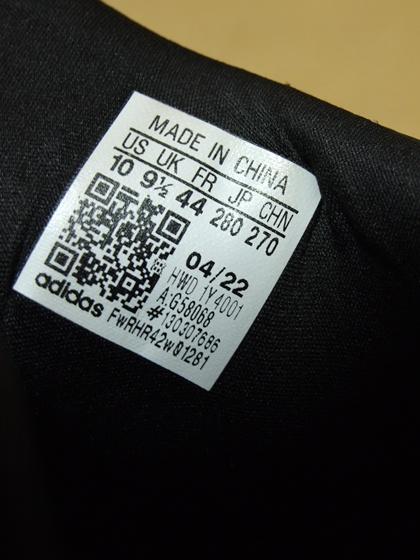 MADE IN CHINA
US UK FR JP CHN
10 9½ 44 280 270
04/22
HWD 1Y4001
A:G58068
#130307686
adidas FwRHR42w01281